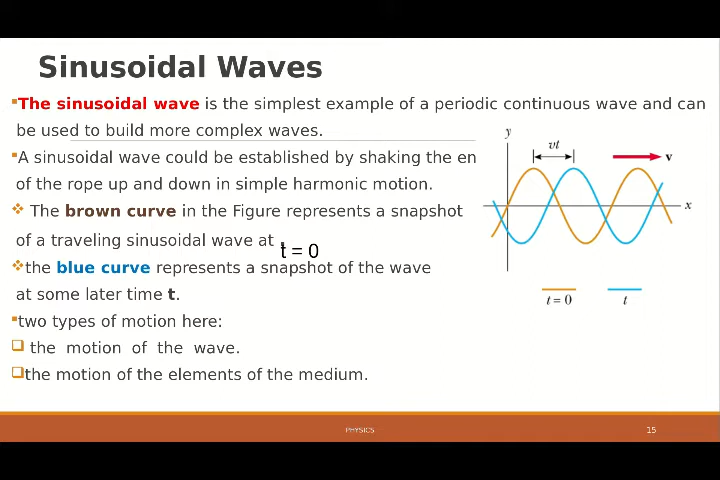 Sinusoidal Waves
▪The sinusoidal wave is the simplest example of a periodic continuous wave and can
be used to build more complex waves.
▪A sinusoidal wave could be established by shaking the en
of the rope up and down in simple harmonic motion.
❖ The brown curve in the Figure represents a snapshot
of a traveling sinusoidal wave at .
t = 0
❖the blue curve represents a snapshot of the wave
at some later time t.
▪two types of motion here:
❑ the motion of the wave.
❑the motion of the elements of the medium.
y
vt
v
x
t = 0
t
PHYSICS
15